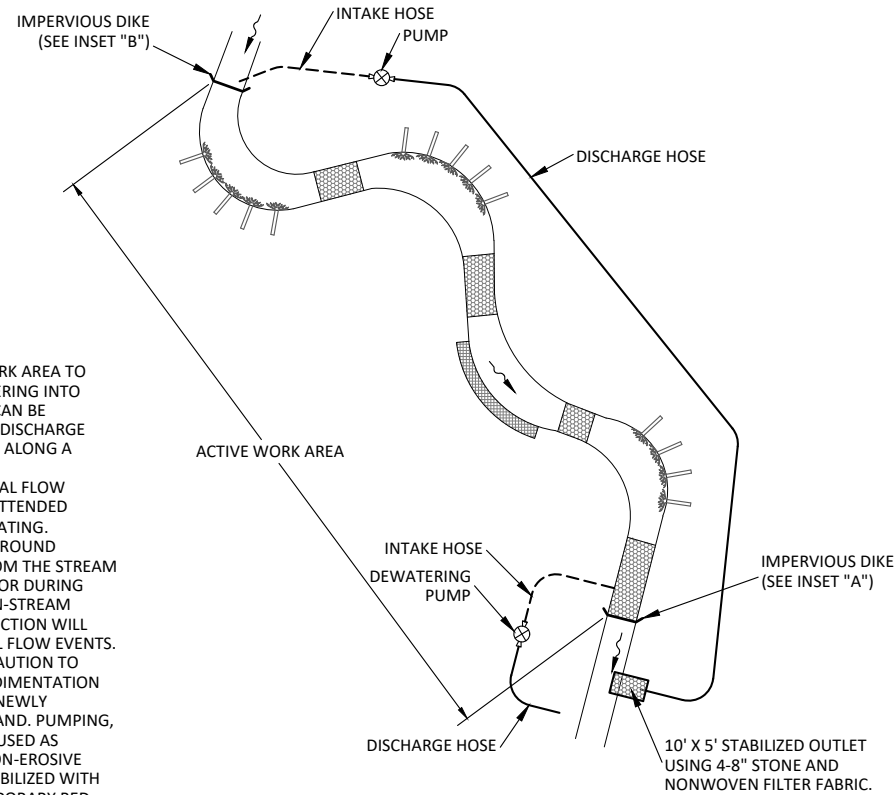 IMPERVIOUS DIKE
(SEE INSET "B")
INTAKE HOSE
PUMP
DISCHARGE HOSE
RK AREA TO
ERING INTO
CAN BE
DISCHARGE
ALONG A
AL FLOW
TTENDED
ATING.
ROUND
OM THE STREAM
OR DURING
N-STREAM
CTION WILL
L FLOW EVENTS.
AUTION TO
DIMENTATION
NEWLY
AND. PUMPING,
USED AS
ON-EROSIVE
BILIZED WITH
ACTIVE WORK AREA
INTAKE HOSE
DEWATERING
PUMP
IMPERVIOUS DIKE
(SEE INSET "A")
DISCHARGE HOSE
10' X 5' STABILIZED OUTLET
USING 4-8" STONE AND
NONWOVEN FILTER FABRIC.